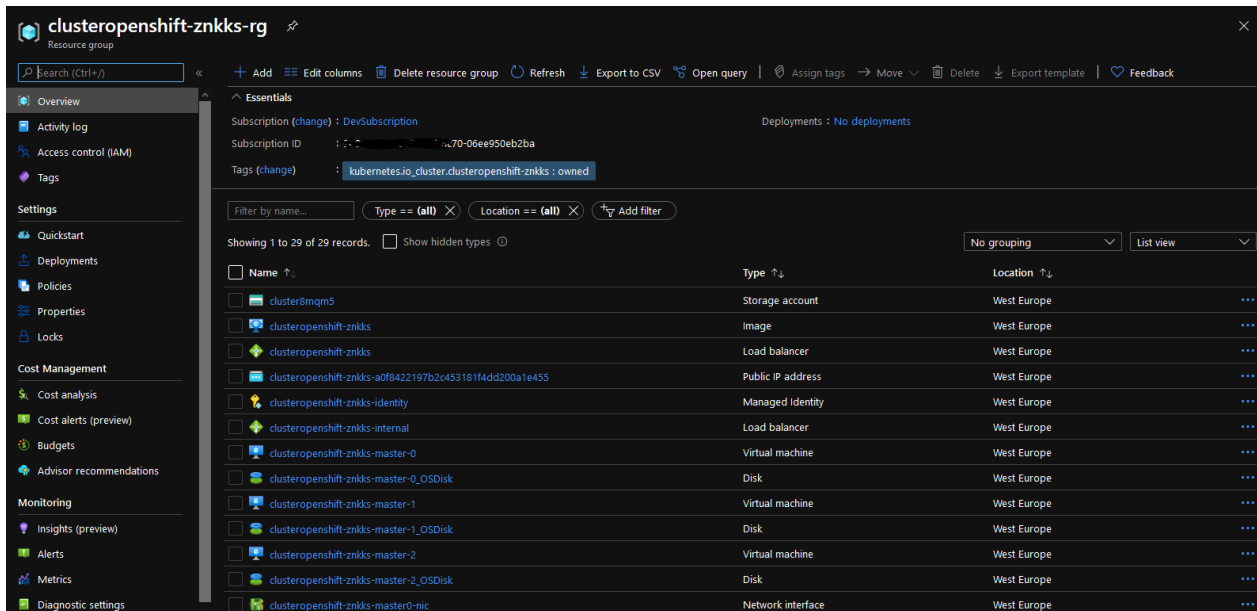 clusteropenshift-znkks-rg
Resource group
Search (Ctrl+/)
«
Add Edit columns Delete resource group Refresh Export to CSV Open query Assign tags Move Delete Export template Feedback
Overview
Activity log
Access control (IAM)
Tags
Settings
Quickstart
Deployments
Policies
Properties
Locks
Cost Management
Cost analysis
Cost alerts (preview)
Budgets
Advisor recommendations
Monitoring
Insights (preview)
Alerts
Metrics
Diagnostic settings
Essentials
Subscription (change) : DevSubscription
Deployments : No deployments
Subscription ID : c70-06ee950eb2ba
Tags (change) : kubernetes.io_cluster.clusteropenshift-znkks : owned
Filter by name... Type == (all) Location == (all) Add filter
Showing 1 to 29 of 29 records. Show hidden types
No grouping List view
Name Type Location
cluster8mqm5 Storage account West Europe
clusteropenshift-znkks Image West Europe
clusteropenshift-znkks Load balancer West Europe
clusteropenshift-znkks-a0f8422197b2c453181f4dd200a1e455 Public IP address West Europe
clusteropenshift-znkks-identity Managed Identity West Europe
clusteropenshift-znkks-internal Load balancer West Europe
clusteropenshift-znkks-master-0 Virtual machine West Europe
clusteropenshift-znkks-master-0_OSDisk Disk West Europe
clusteropenshift-znkks-master-1 Virtual machine West Europe
clusteropenshift-znkks-master-1_OSDisk Disk West Europe
clusteropenshift-znkks-master-2 Virtual machine West Europe
clusteropenshift-znkks-master-2_OSDisk Disk West Europe
clusteropenshift-znkks-master0-nic Network interface West Europe